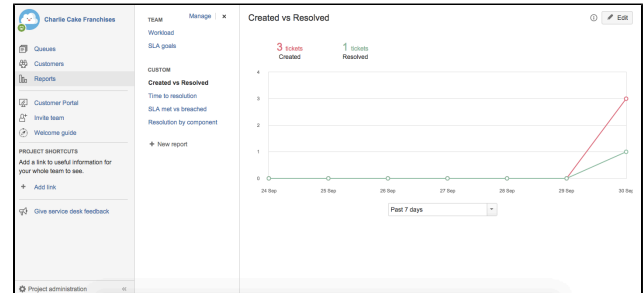 Charlie Cake Franchises
Queues
Customers
Reports
Customer Portal
Invite team
Welcome guide
PROJECT SHORTCUTS
Add a link to useful information for
your whole team to see.
+ Add link
Give service desk feedback
Project administration «
TEAM Manage x
Workload
SLA goals
CUSTOM
Created vs Resolved
Time to resolution
SLA met vs breached
Resolution by component
+ New report
Created vs Resolved
Edit
3 tickets
Created
1 tickets
Resolved
4
3
2
1
0
24 Sep 25 Sep 26 Sep 27 Sep 28 Sep 29 Sep 30 Sep
Past 7 days